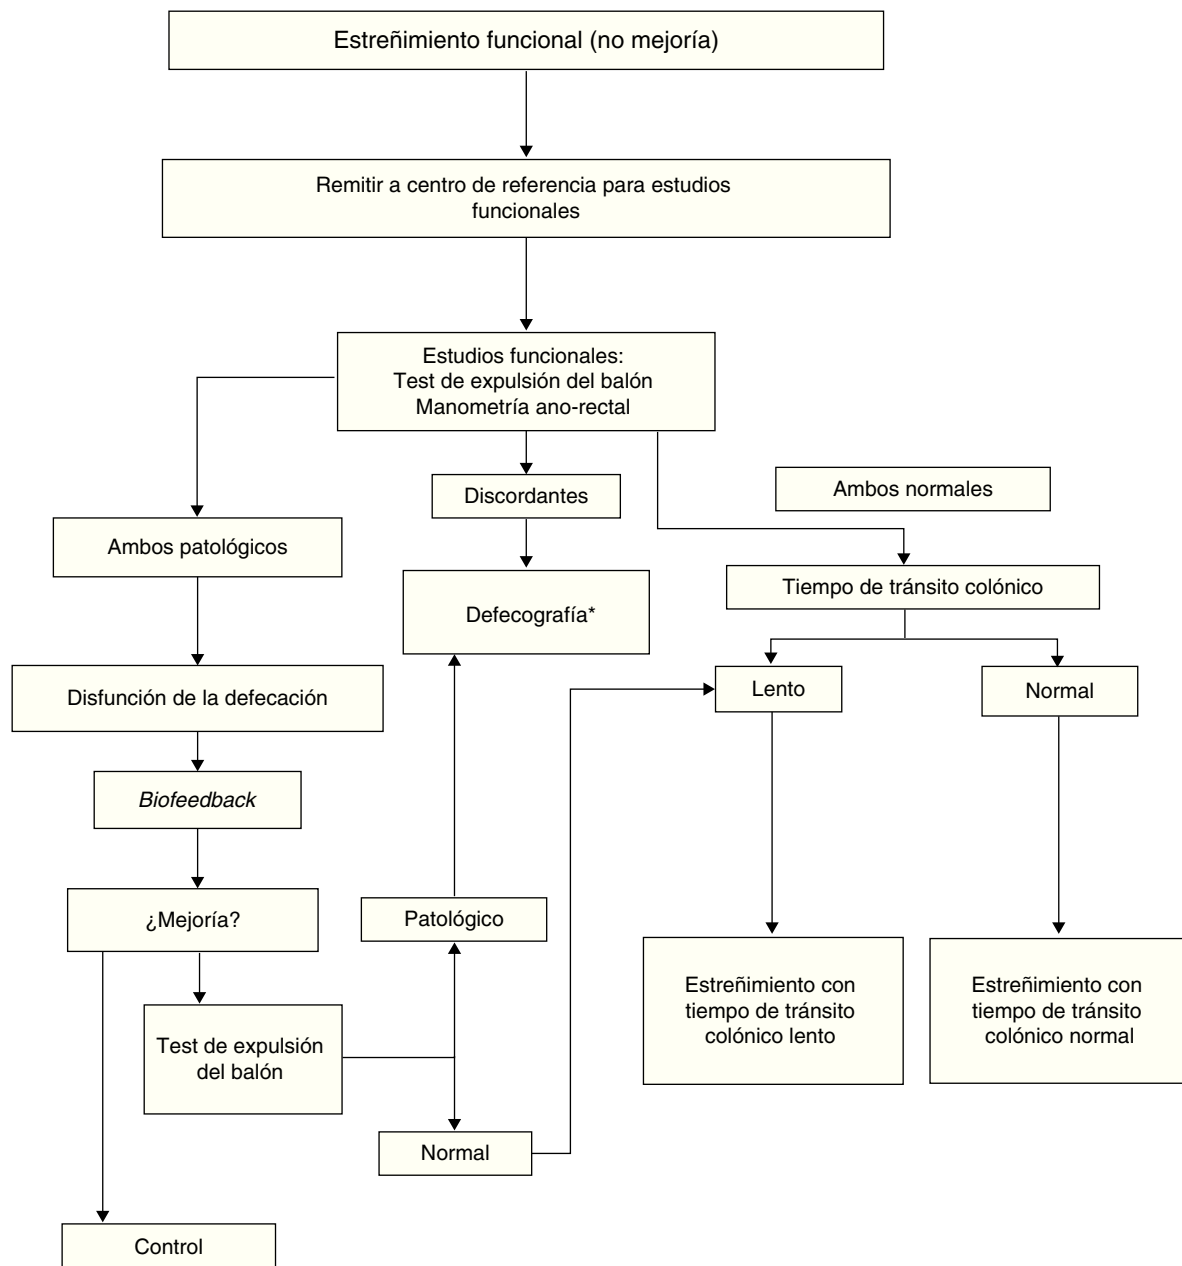 Estreñimiento funcional (no mejoría)
Remitir a centro de referencia para estudios
funcionales
Estudios funcionales:
Test de expulsión del balón
Manometría ano-rectal
Discordantes
Ambos normales
Ambos patológicos
Defecografía*
Tiempo de tránsito colónico
Disfunción de la defecación
Lento
Normal
Biofeedback
¿Mejoría?
Patológico
Estreñimiento con
tiempo de tránsito
colónico lento
Estreñimiento con
tiempo de tránsito
colónico normal
Test de expulsión
del balón
Normal
Control